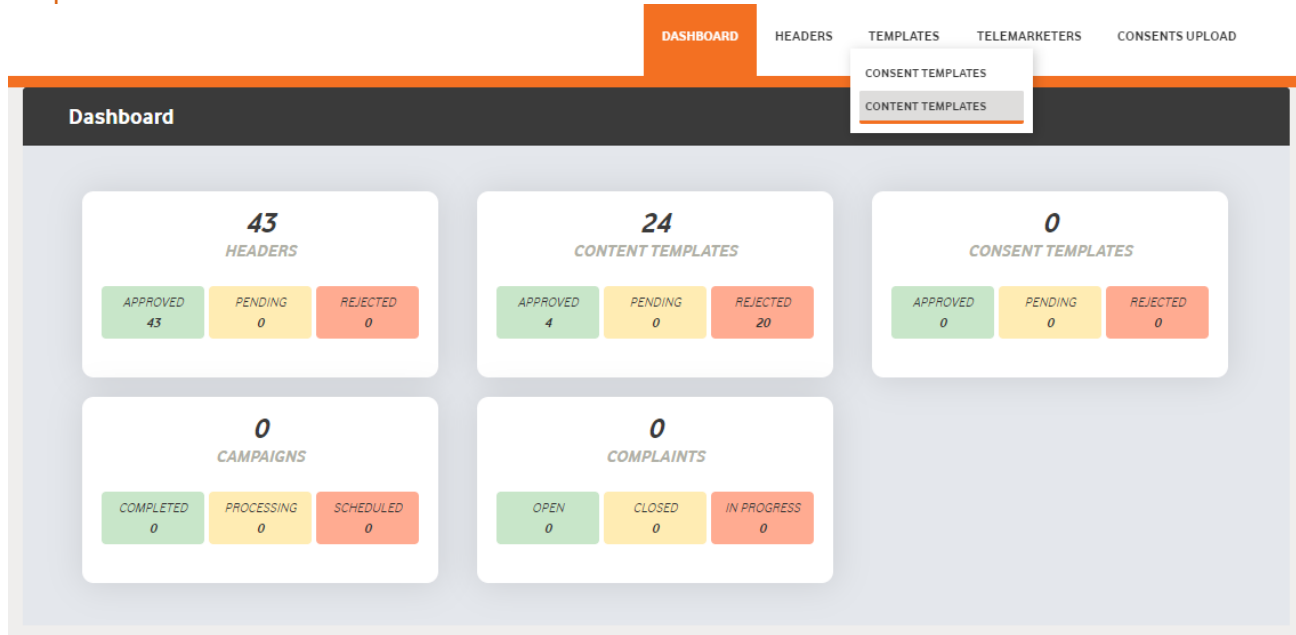 DASHBOARD HEADERS TEMPLATES TELEMARKETERS CONSENTS UPLOAD
CONSENT TEMPLATES
CONTENT TEMPLATES
Dashboard
43
HEADERS
APPROVED PENDING REJECTED
43 0 0
24
CONTENT TEMPLATES
APPROVED PENDING REJECTED
4 0 20
0
CONSENT TEMPLATES
APPROVED PENDING REJECTED
0 0 0
0
CAMPAIGNS
COMPLETED PROCESSING SCHEDULED
0 0 0
0
COMPLAINTS
OPEN CLOSED IN PROGRESS
0 0 0